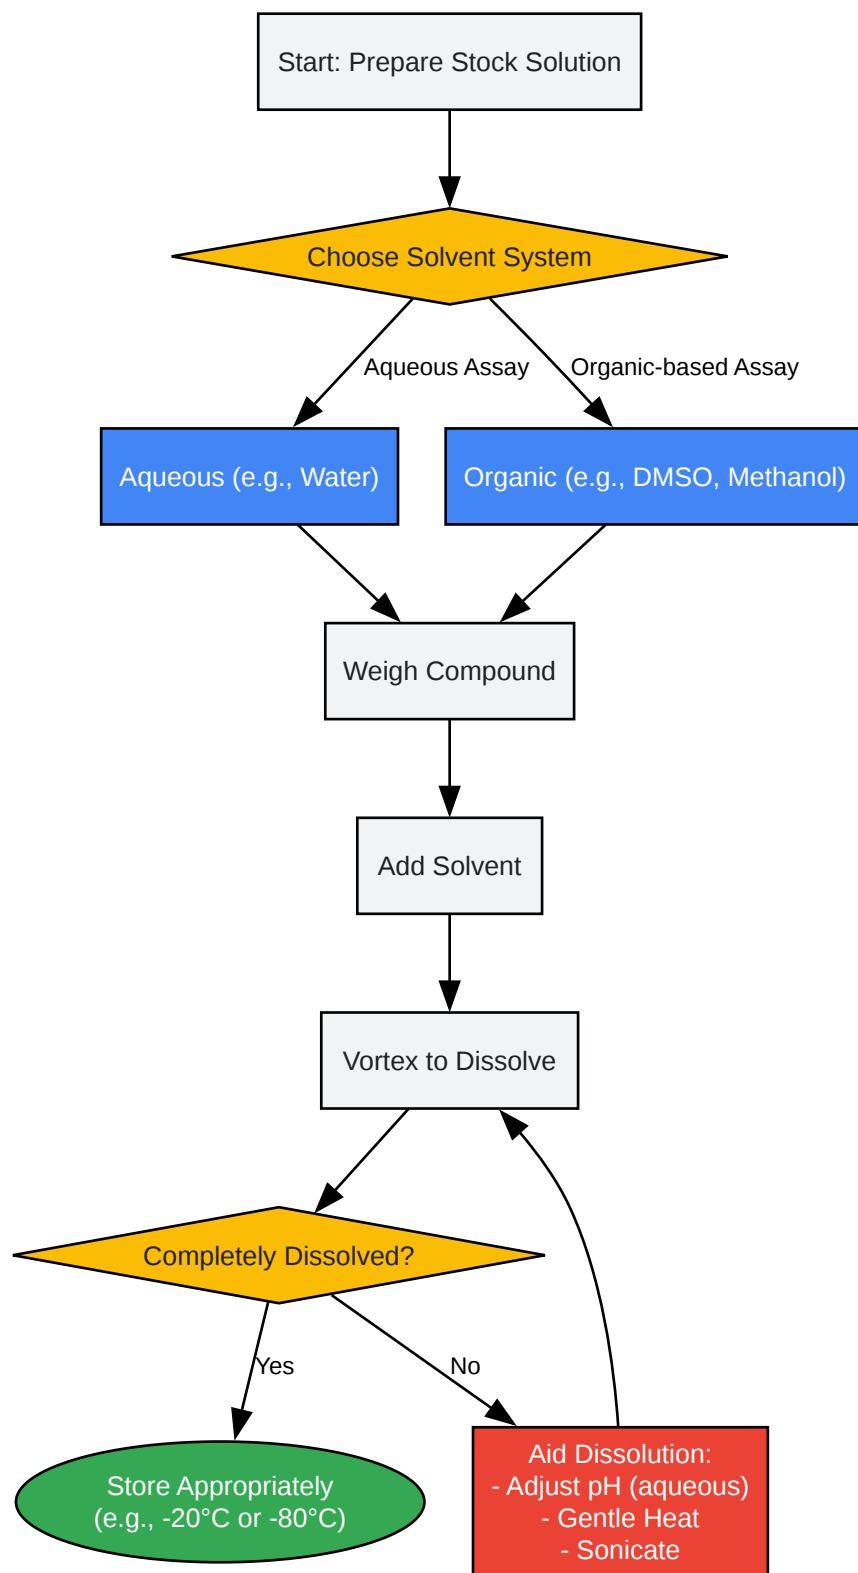 Start: Prepare Stock Solution
Choose Solvent System
Aqueous Assay
Organic-based Assay
Aqueous (e.g., Water)
Organic (e.g., DMSO, Methanol)
Weigh Compound
Add Solvent
Vortex to Dissolve
Completely Dissolved?
Yes
No
Store Appropriately
(e.g., -20°C or -80°C)
Aid Dissolution:
- Adjust pH (aqueous)
- Gentle Heat
- Sonicate